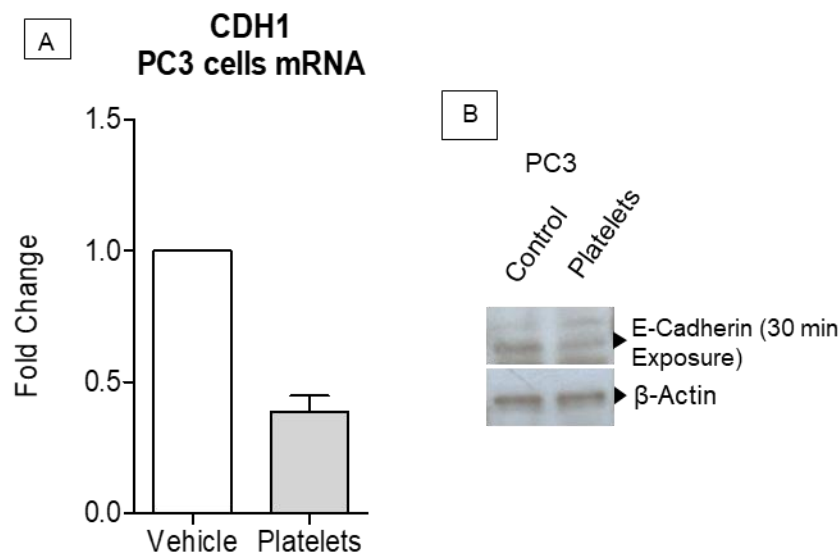 A
CDH1
PC3 cells mRNA
1.5
1.0
0.5
0.0
Fold Change
Vehicle Platelets
B
PC3
Control
Platelets
E-Cadherin (30 min
Exposure)
β-Actin